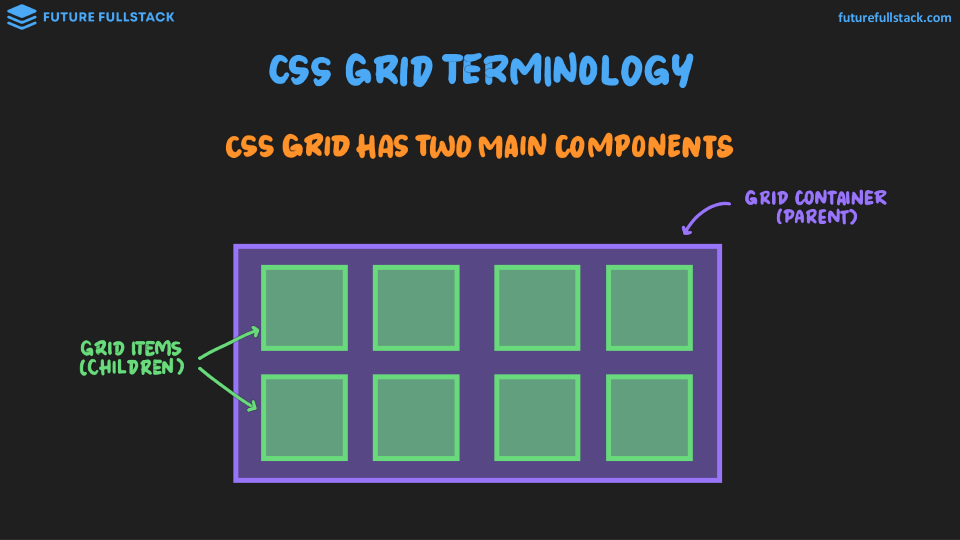 FUTURE FULLSTACK
futurefullstack.com
CSS GRID TERMINOLOGY
CSS GRID HAS TWO MAIN COMPONENTS
GRID CONTAINER
(PARENT)
GRID ITEMS
(CHILDREN)